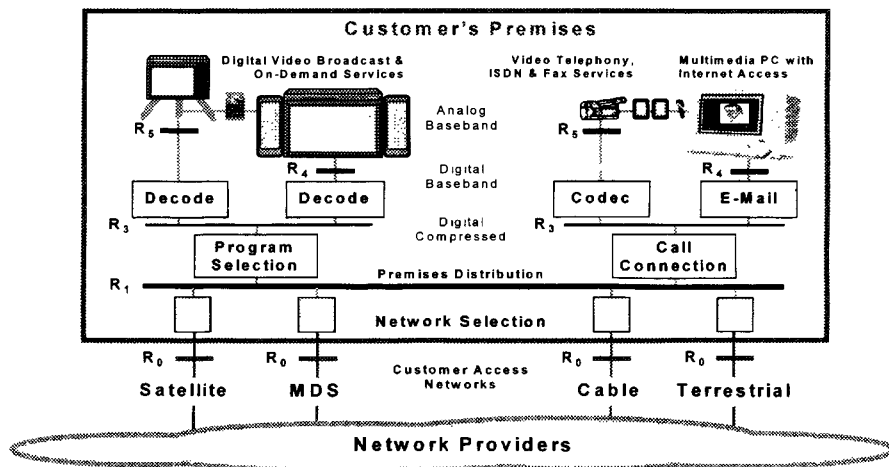 Customer's Premises
Digital Video Broadcast &
On-Demand Services
Video Telephony,
ISDN & Fax Services
Multimedia PC with
Internet Access
Analog
Baseband
R5
R5
R4
R4
Digital
Baseband
Decode
Decode
Codec
E-Mail
R3
Digital
Compressed
R3
Program
Selection
Call
Connection
Premises Distribution
R1
Network Selection
R0
R0
R0
R0
Customer Access
Networks
Satellite
MDS
Cable
Terrestrial
Network Providers